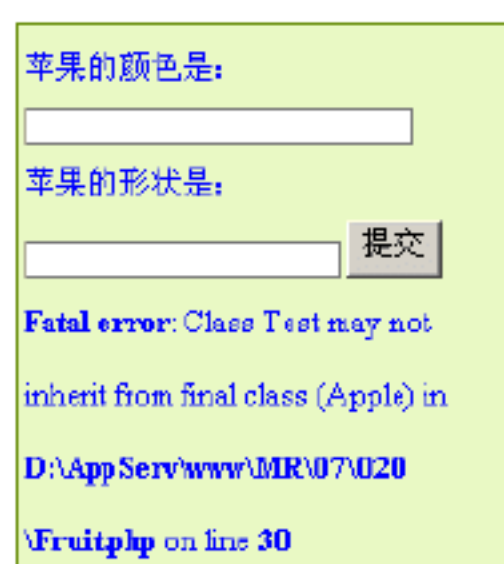 苹果的颜色是：
苹果的形状是：
提交
Fatal error: Class Test may not
inherit from final class (Apple) in
D:\AppServ\www\MR\07\020
\Fruitphp on line 30